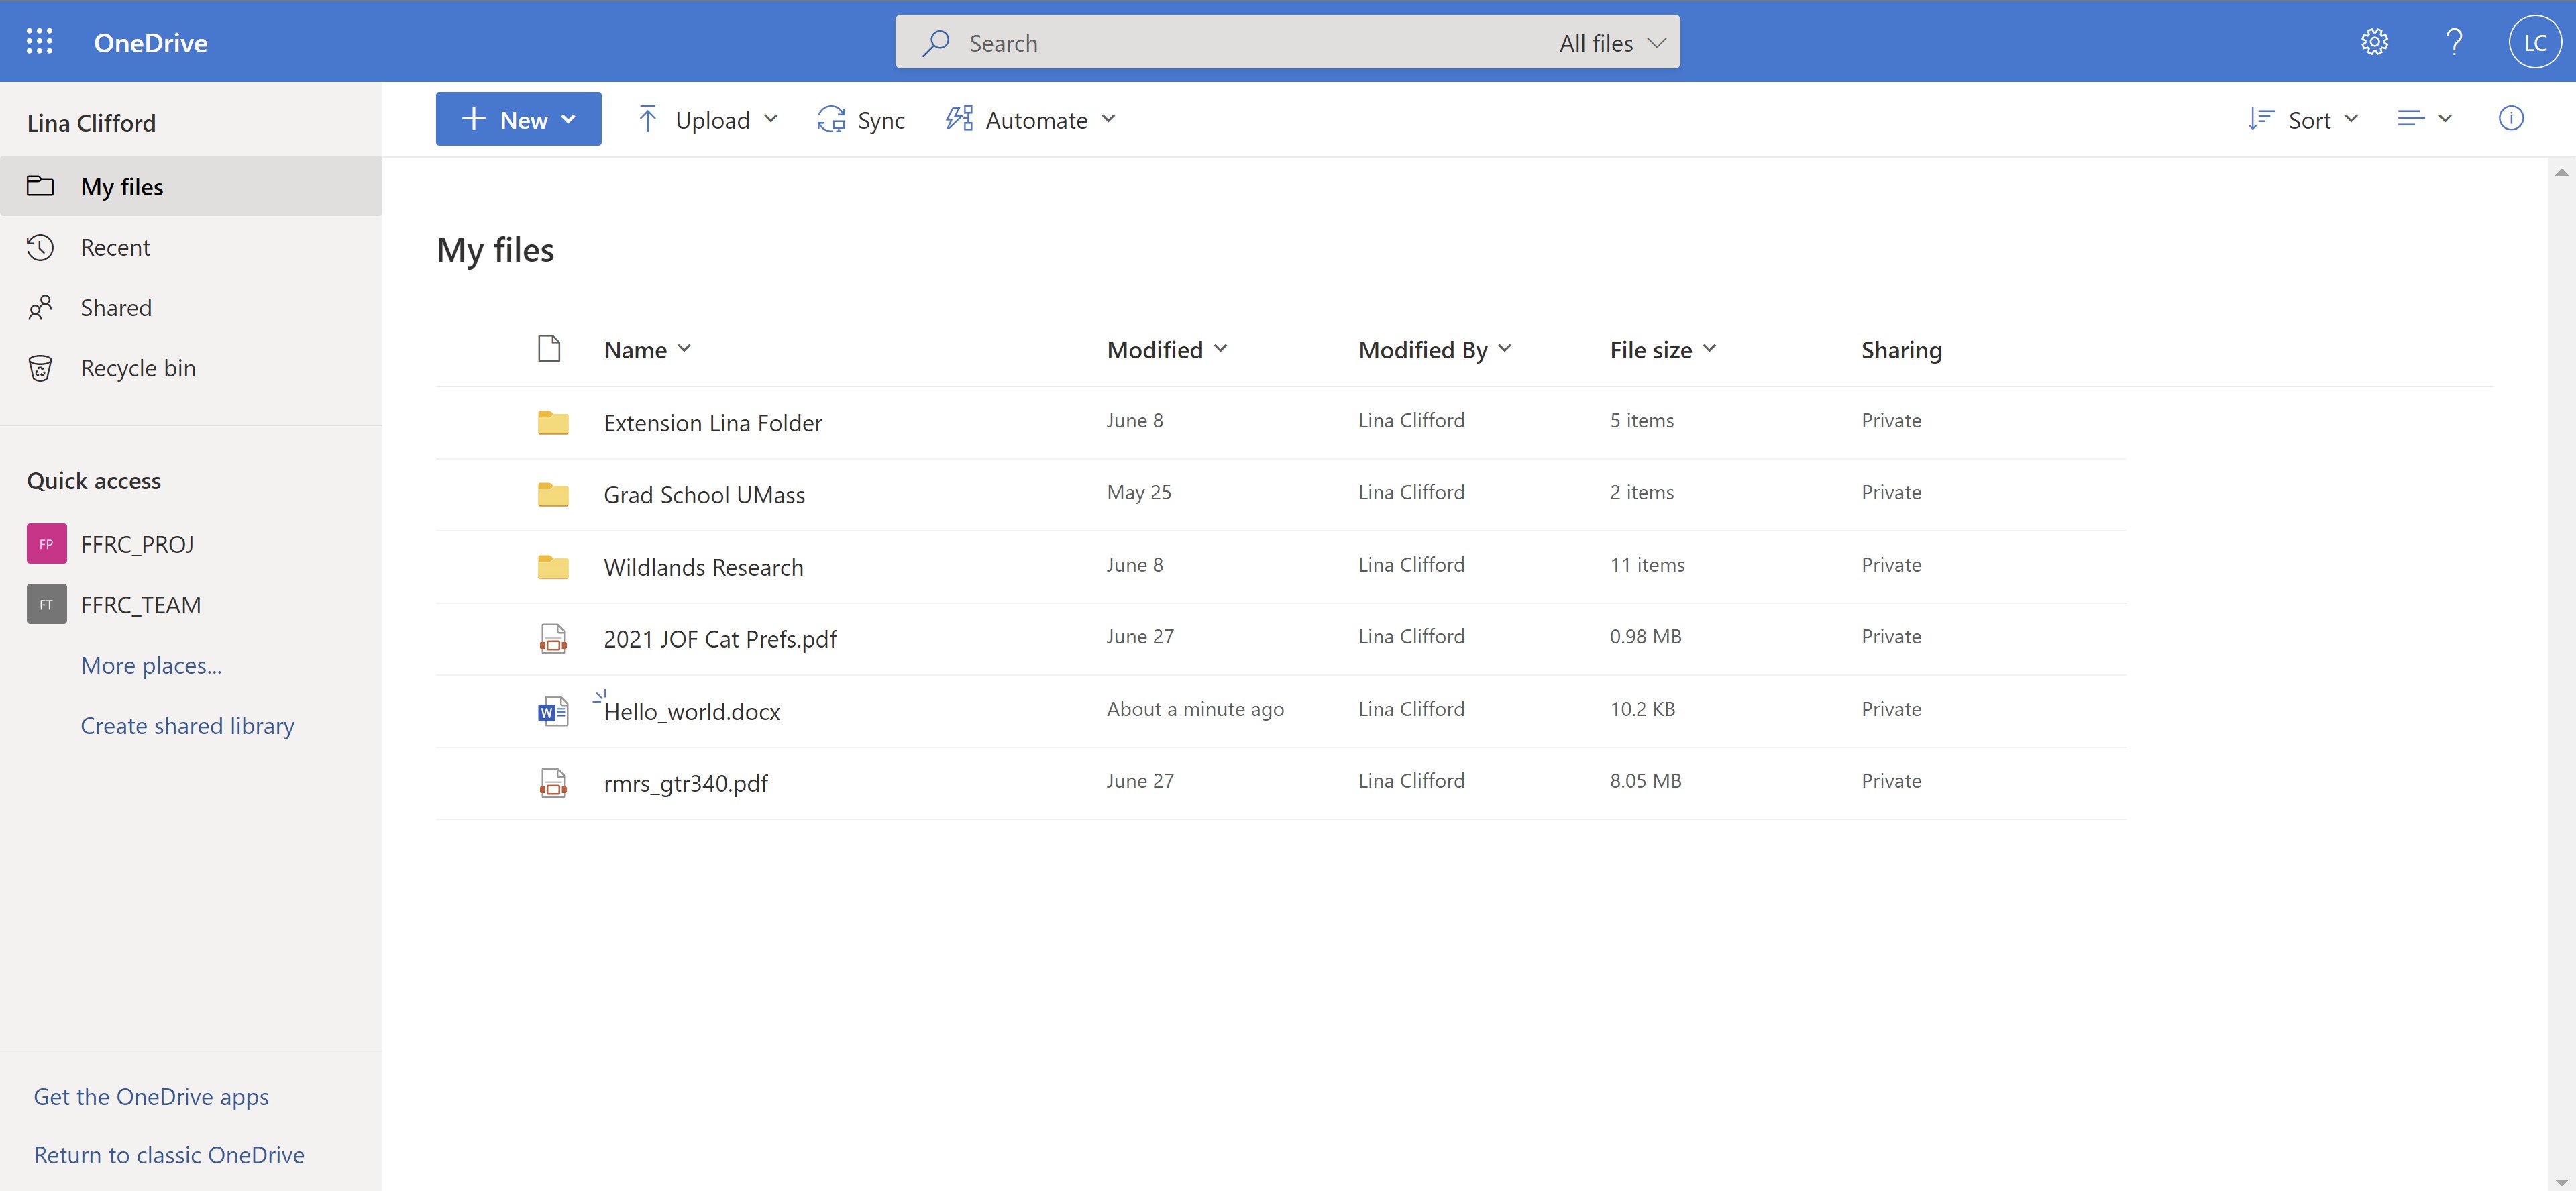 OneDrive
Search
All files
LC
Lina Clifford
My files
Recent
Shared
Recycle bin
Quick access
FP FFRC_PROJ
FT FFRC_TEAM
More places...
Create shared library
Get the OneDrive apps
Return to classic OneDrive
New Upload Sync Automate Sort
My files
Name Modified Modified By File size Sharing
Extension Lina Folder June 8 Lina Clifford 5 items Private
Grad School UMass May 25 Lina Clifford 2 items Private
Wildlands Research June 8 Lina Clifford 11 items Private
2021 JOF Cat Prefs.pdf June 27 Lina Clifford 0.98 MB Private
Hello_world.docx About a minute ago Lina Clifford 10.2 KB Private
rmrs_gtr340.pdf June 27 Lina Clifford 8.05 MB Private